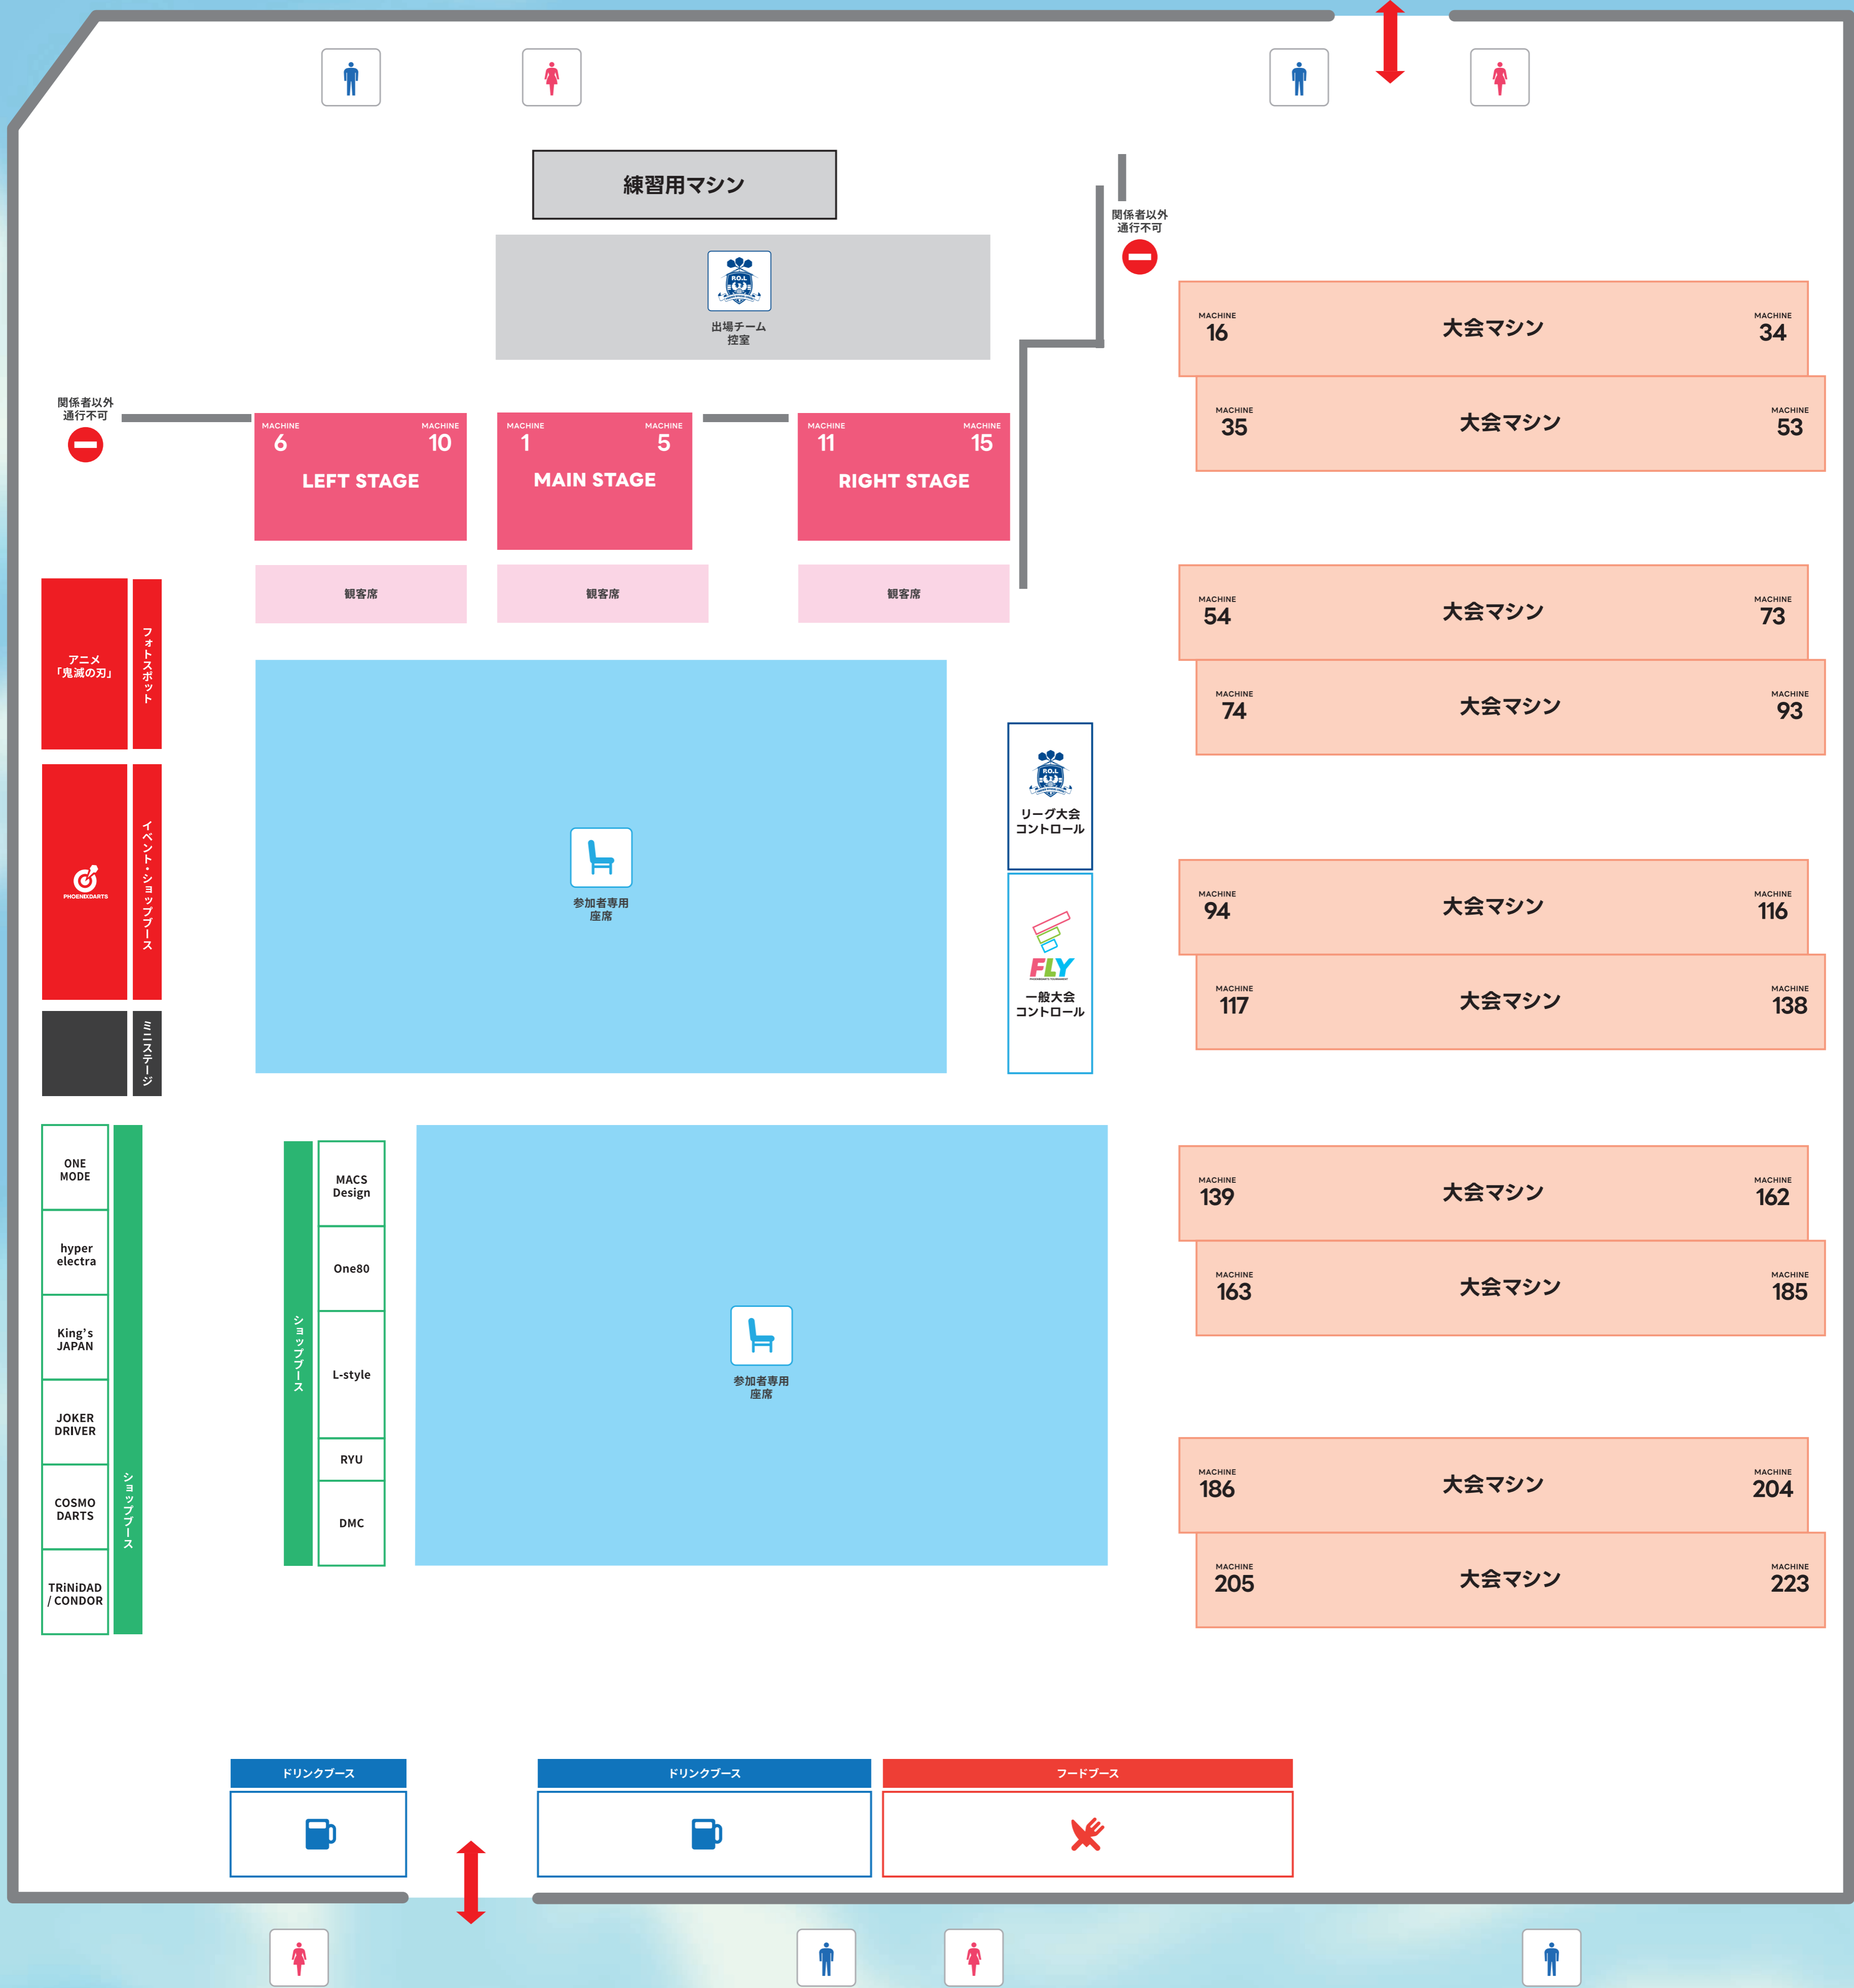 練習用マシン
P.O.L
出場チーム
控室
関係者以外
通行不可
関係者以外
通行不可
MACHINE
6
MACHINE
10
LEFT STAGE
MACHINE
1
MACHINE
5
MAIN STAGE
MACHINE
11
MACHINE
15
RIGHT STAGE
観客席
観客席
観客席
アニメ
「鬼滅の刃」
フォトスポット
PHOENIXDARTS
イベント・ショップブース
ミニステージ
参加者専用
座席
P.O.L
リーグ大会
コントロール
FLY
一般大会
コントロール
ONE
MODE
hyper
electra
King's
JAPAN
JOKER
DRIVER
COSMO
DARTS
TRiNiDAD
/ CONDOR
ショップブース
ショップブース
MACS
Design
One80
L-style
RYU
DMC
参加者専用
座席
MACHINE
16
大会マシン
MACHINE
34
MACHINE
35
大会マシン
MACHINE
53
MACHINE
54
大会マシン
MACHINE
73
MACHINE
74
大会マシン
MACHINE
93
MACHINE
94
大会マシン
MACHINE
116
MACHINE
117
大会マシン
MACHINE
138
MACHINE
139
大会マシン
MACHINE
162
MACHINE
163
大会マシン
MACHINE
185
MACHINE
186
大会マシン
MACHINE
204
MACHINE
205
大会マシン
MACHINE
223
ドリンクブース
ドリンクブース
フードブース